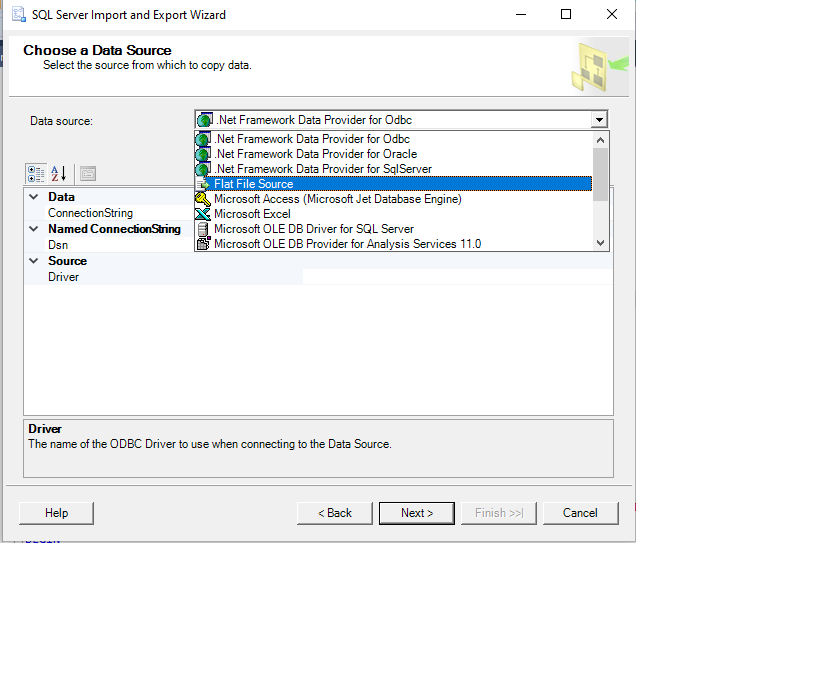 SQL Server Import and Export Wizard
Choose a Data Source
Select the source from which to copy data.
Data source:
.Net Framework Data Provider for Odbc
.Net Framework Data Provider for Odbc
.Net Framework Data Provider for Oracle
.Net Framework Data Provider for SqlServer
Flat File Source
Microsoft Access (Microsoft Jet Database Engine)
Microsoft Excel
Microsoft OLE DB Driver for SQL Server
Microsoft OLE DB Provider for Analysis Services 11.0
Data
ConnectionString
Named ConnectionString
Dsn
Source
Driver
Driver
The name of the ODBC Driver to use when connecting to the Data Source.
Help
< Back
Next >
Finish >>|
Cancel